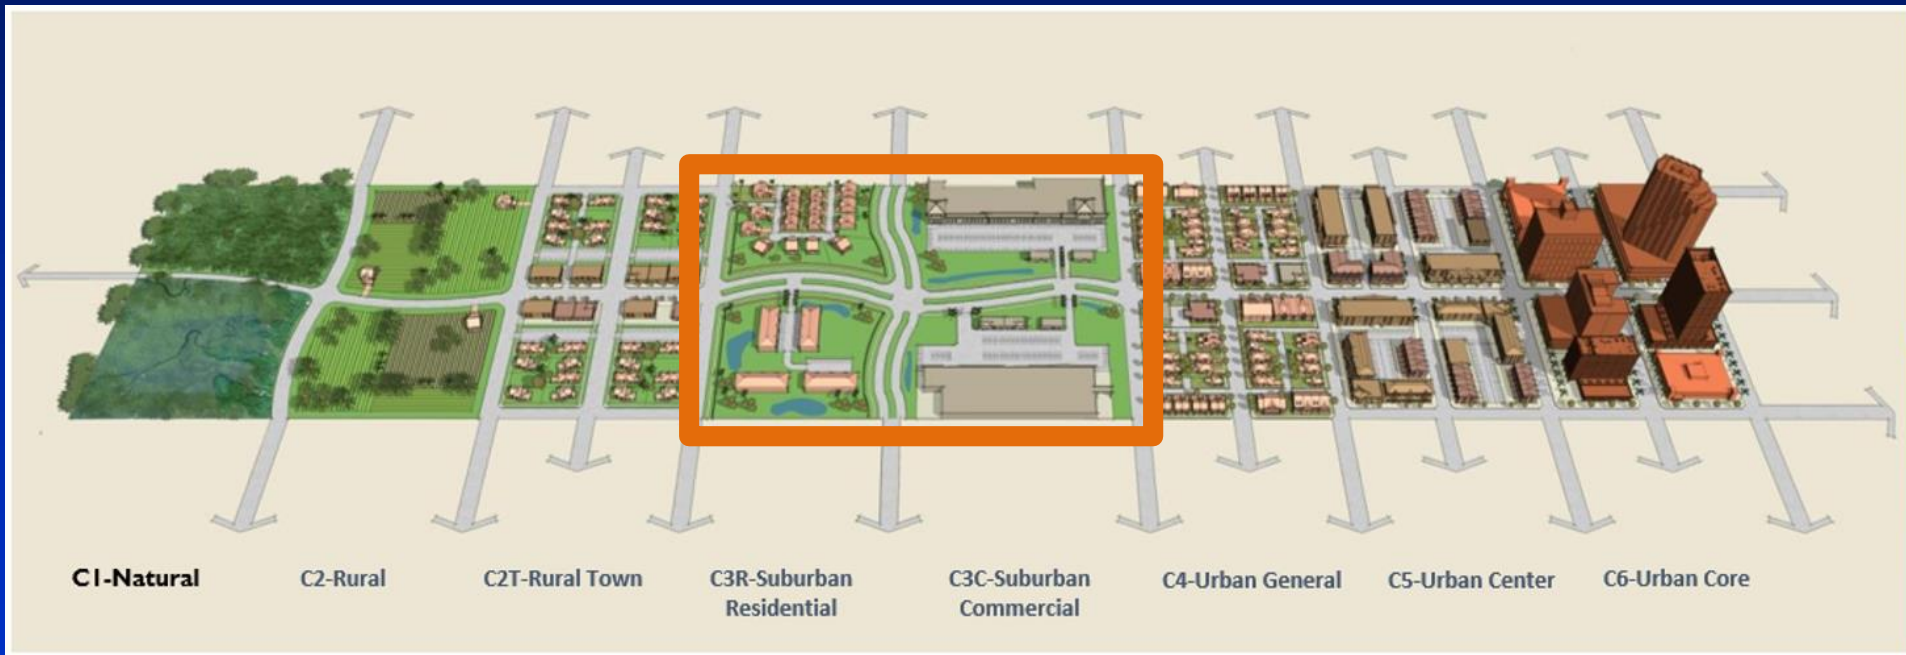 C1-Natural
C2-Rural
C2T-Rural Town
C3R-Suburban
Residential
C3C-Suburban
Commercial
C4-Urban General
C5-Urban Center
C6-Urban Core